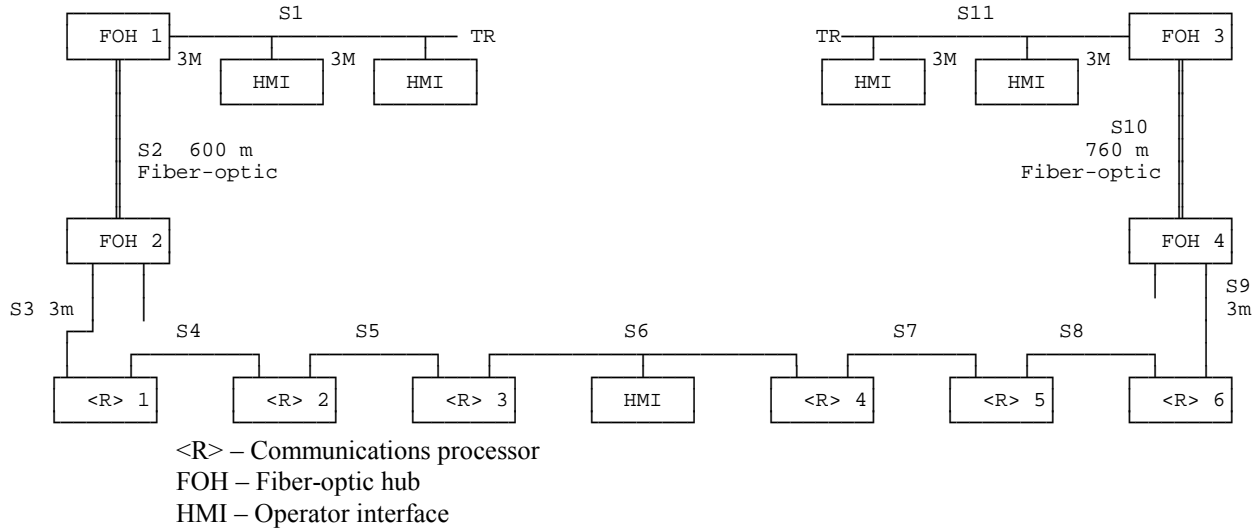 S1
S11
FOH 1
TR
TR
FOH 3
3M
3M
3M
3M
HMI
HMI
HMI
HMI
S2 600 m
Fiber-optic
S10
760 m
Fiber-optic
FOH 2
FOH 4
S3 3m
S9
3m
S4
S5
S6
S7
S8
<R> 1
<R> 2
<R> 3
HMI
<R> 4
<R> 5
<R> 6
<R> – Communications processor
FOH – Fiber-optic hub
HMI – Operator interface